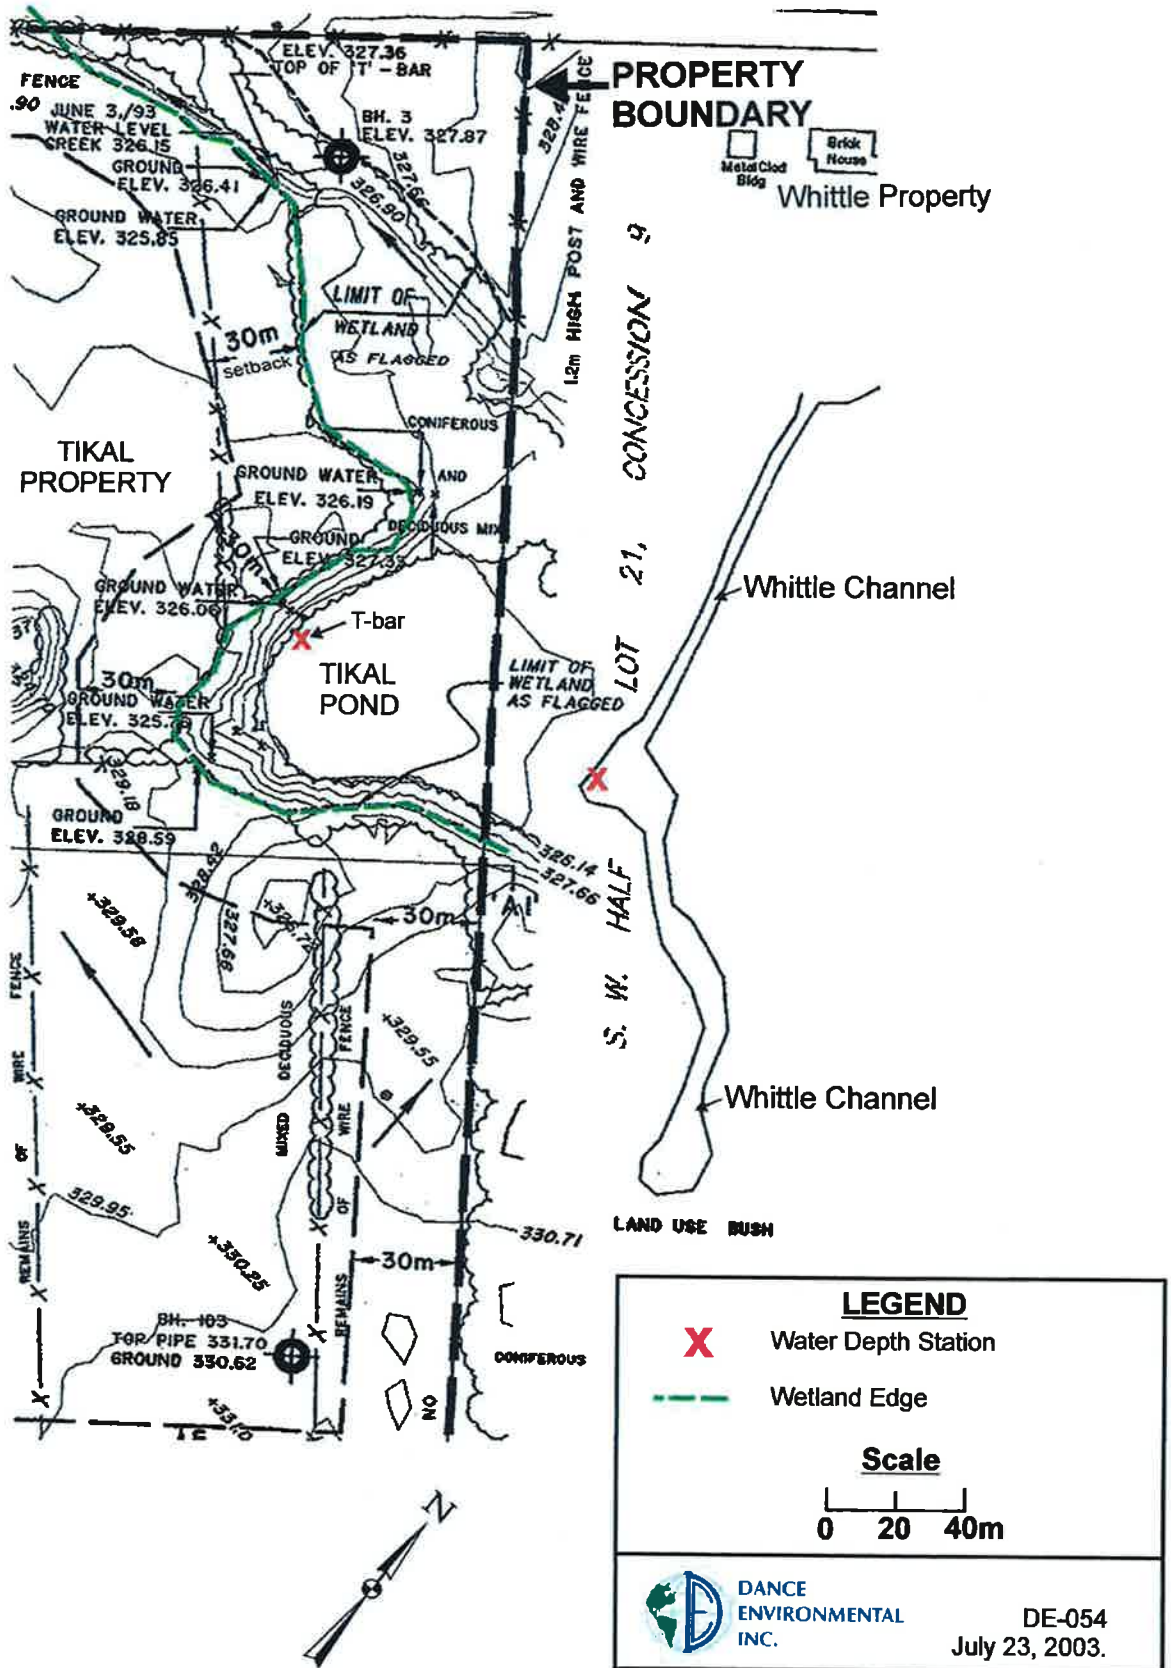 ELEV. 327.36
TOP OF 'T'-BAR
FENCE
.90
JUNE 3,/93
WATER LEVEL
CREEK 326.15
GROUND
ELEV. 326.41
GROUND WATER
ELEV. 325.85
BH. 3
ELEV. 327.87
327.66
326.90
328.4
1.2m HIGH POST AND WIRE FENCE
PROPERTY
BOUNDARY
Metal Clad
Bldg
Brick
House
Whittle Property
LIMIT OF
WETLAND
AS FLAGGED
30m
setback
CONIFEROUS
AND
DECIDUOUS MIX
TIKAL
PROPERTY
GROUND WATER
ELEV. 326.19
GROUND
ELEV. 327.33
30m
GROUND WATER
ELEV. 326.06
T-bar
TIKAL
POND
30m
GROUND WATER
ELEV. 325.
LIMIT OF
WETLAND
AS FLAGGED
S. W. HALF LOT 21, CONCESSION 9,
Whittle Channel
329.18
GROUND
ELEV. 328.59
328.42
327.66
326.14
327.66
'A'
30m
+329.58
+329.55
+329.55
MIXED DECIDUOUS
REMAINS OF WIRE FENCE
REMAINS OF WIRE FENCE
329.95
+330.25
330.71
30m
Whittle Channel
LAND USE BUSH
BH. 103
TOP PIPE 331.70
GROUND 330.62
CONIFEROUS
NO
N
LEGEND
X Water Depth Station
Wetland Edge
Scale
0 20 40m
DANCE
ENVIRONMENTAL
INC.
DE-054
July 23, 2003.